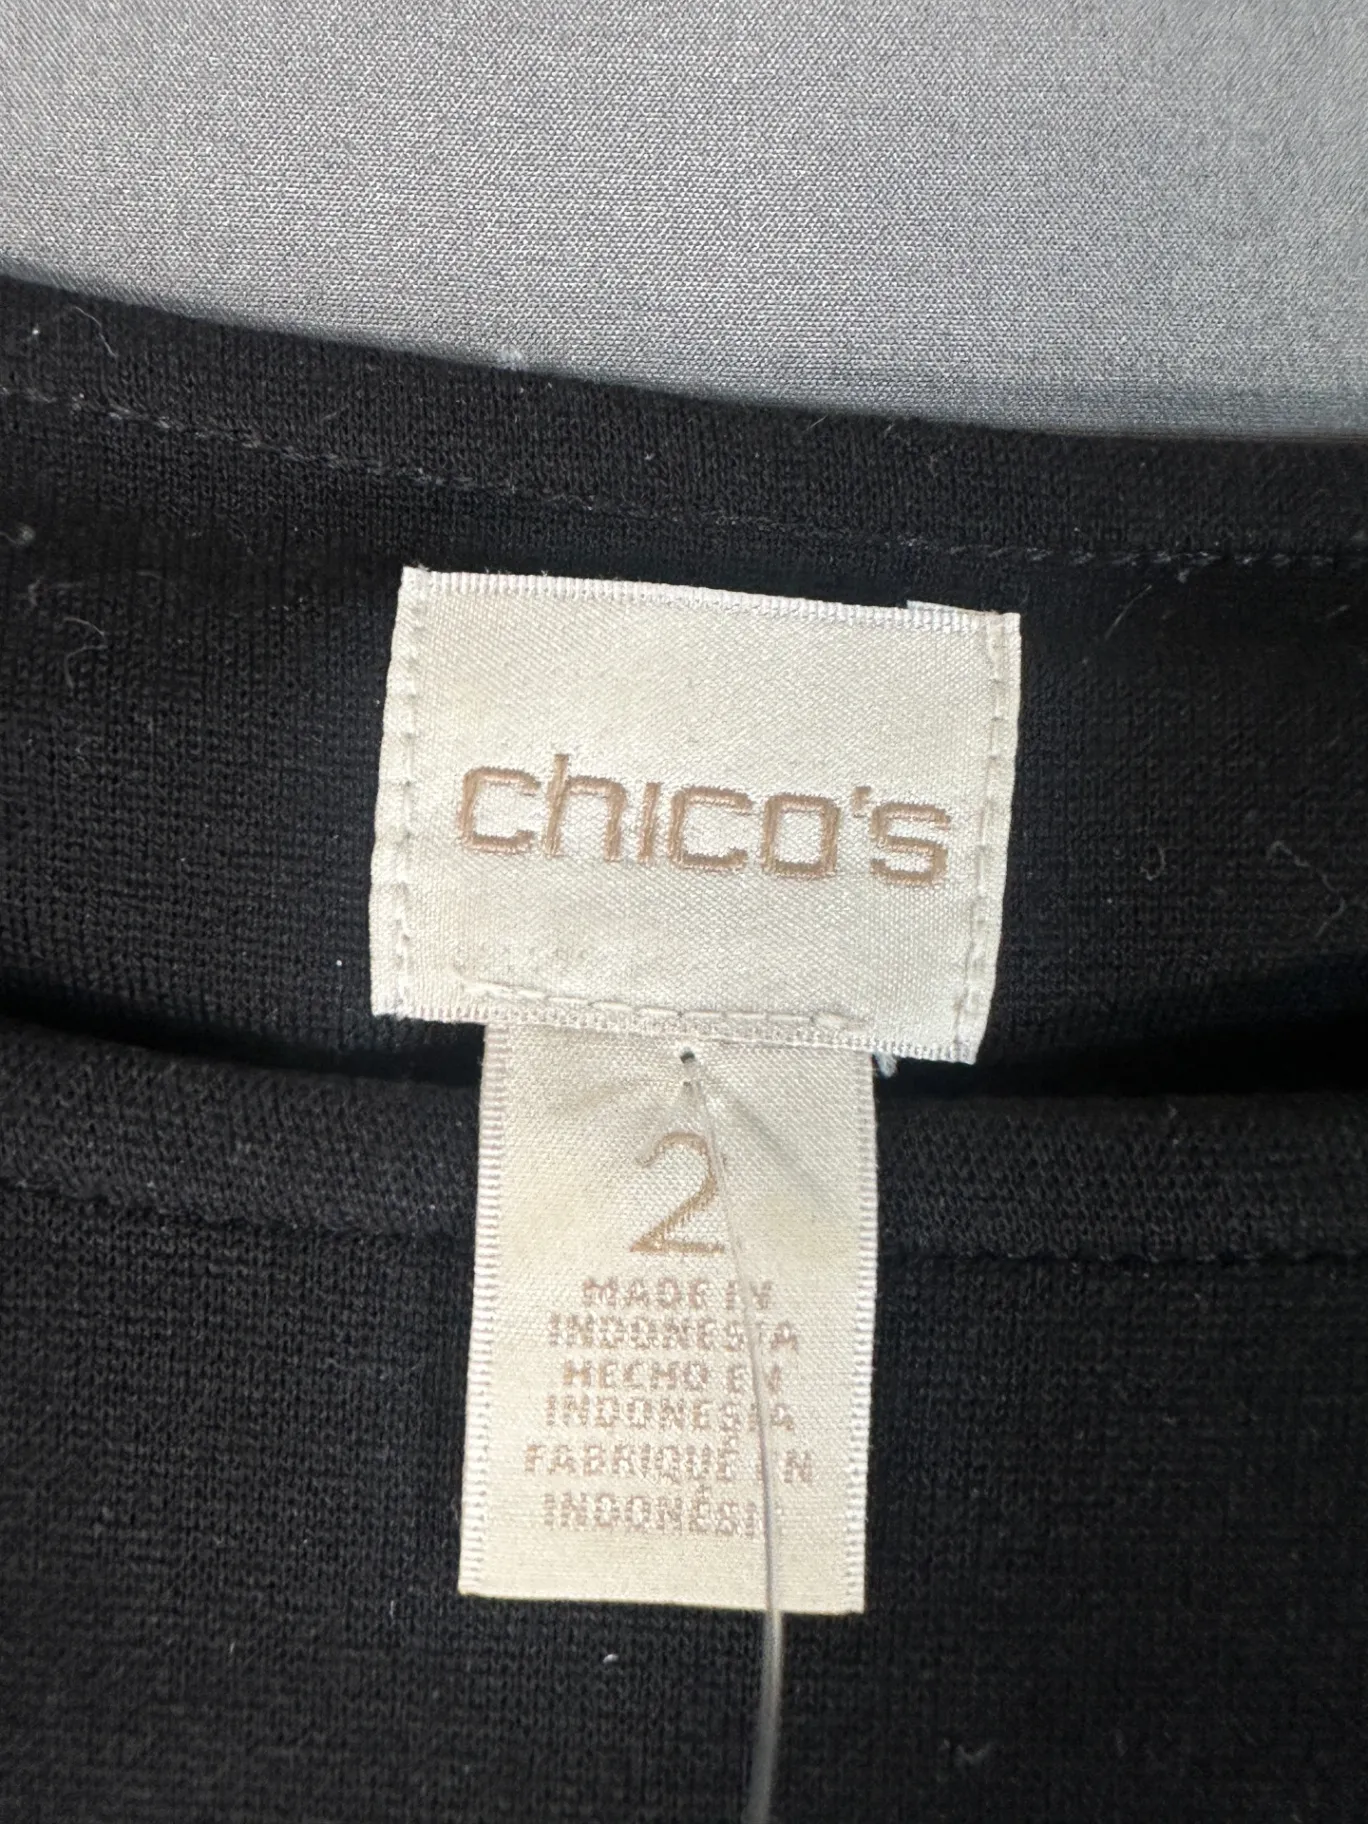 chico's
2
MADE IN
INDONESIA
HECHO EN
INDONESIA
FABRIQUÉ EN
INDONÉSIE